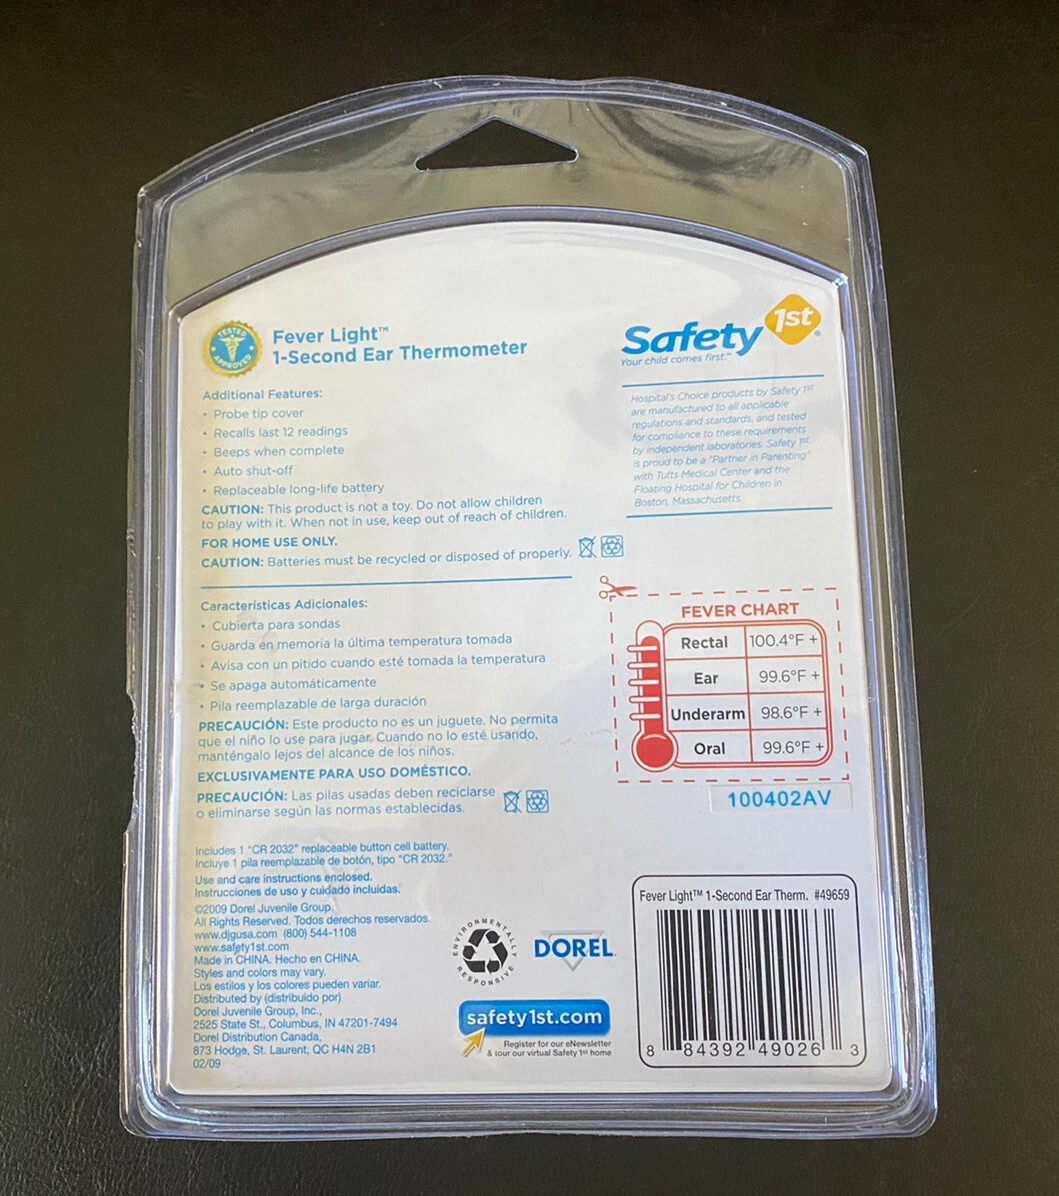 TESTED
APPROVED
Fever Light™
1-Second Ear Thermometer
Additional Features:
• Probe tip cover
• Recalls last 12 readings
• Beeps when complete
• Auto shut-off
• Replaceable long-life battery
CAUTION: This product is not a toy. Do not allow children
to play with it. When not in use, keep out of reach of children.
FOR HOME USE ONLY.
CAUTION: Batteries must be recycled or disposed of properly.
Safety 1st®
Your child comes first.™
Hospital's Choice products by Safety 1st
are manufactured to all applicable
regulations and standards, and tested
for compliance to these requirements
by independent laboratories. Safety 1st
is proud to be a "Partner in Parenting"
with Tufts Medical Center and the
Floating Hospital for Children in
Boston, Massachusetts.
Características Adicionales:
• Cubierta para sondas
• Guarda en memoria la última temperatura tomada
• Avisa con un pitido cuando esté tomada la temperatura
• Se apaga automáticamente
• Pila reemplazable de larga duración
PRECAUCIÓN: Este producto no es un juguete. No permita
que el niño lo use para jugar. Cuando no lo esté usando,
manténgalo lejos del alcance de los niños.
EXCLUSIVAMENTE PARA USO DOMÉSTICO.
PRECAUCIÓN: Las pilas usadas deben reciclarse
o eliminarse según las normas establecidas.
FEVER CHART
Rectal 100.4°F +
Ear 99.6°F +
Underarm 98.6°F +
Oral 99.6°F +
100402AV
Includes 1 "CR 2032" replaceable button cell battery.
Incluye 1 pila reemplazable de botón, tipo "CR 2032."
Use and care instructions enclosed.
Instrucciones de uso y cuidado incluidas.
©2009 Dorel Juvenile Group.
All Rights Reserved. Todos derechos reservados.
www.djgusa.com (800) 544-1108
www.safety1st.com
Made in CHINA. Hecho en CHINA.
Styles and colors may vary.
Los estilos y los colores pueden variar.
Distributed by (distribuido por)
Dorel Juvenile Group, Inc.,
2525 State St., Columbus, IN 47201-7494
Dorel Distribution Canada,
873 Hodge, St. Laurent, QC H4N 2B1
02/09
ENVIRONMENTALLY
RESPONSIVE
DOREL
safety1st.com
Register for our eNewsletter
& tour our virtual Safety 1st home
Fever Light™ 1-Second Ear Therm. #49659
8 84392 49026 3